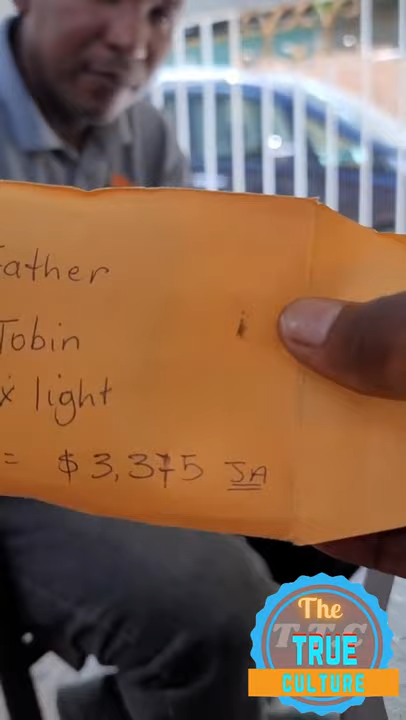 Father
Tobin
x light
= $3,375 JA
The
T.T.C
TRUE
CULTURE